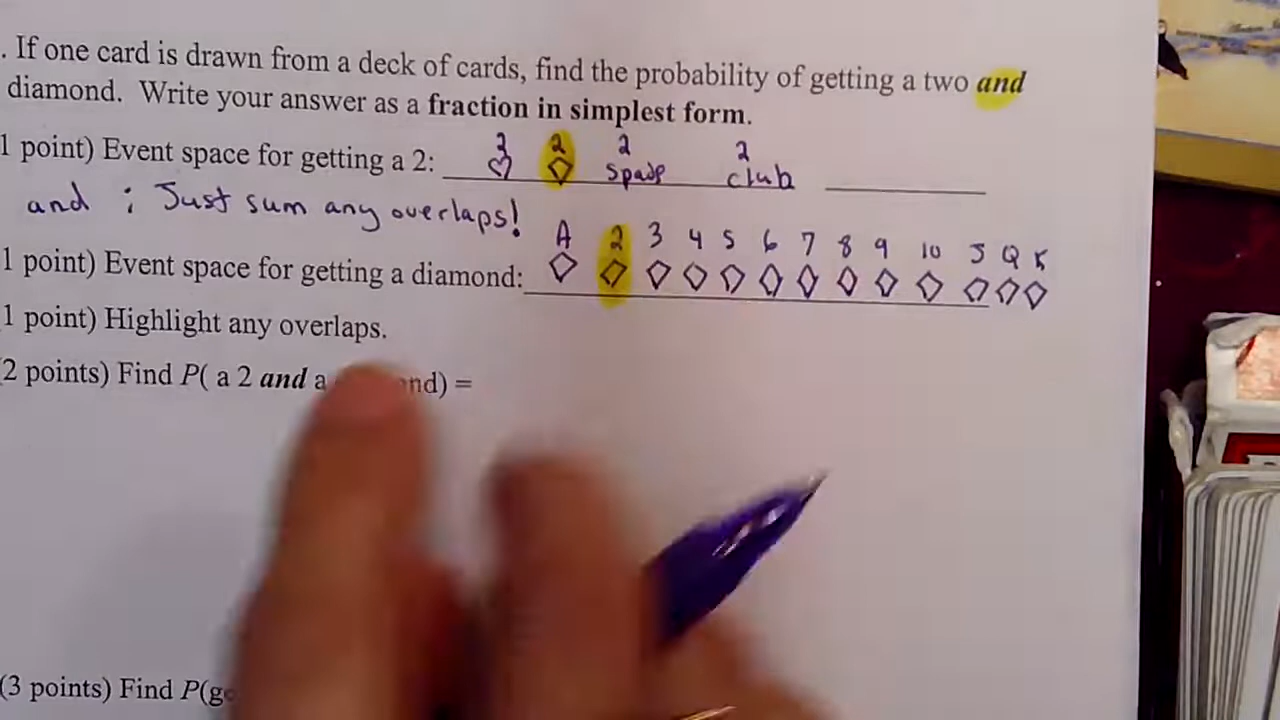 . If one card is drawn from a deck of cards, find the probability of getting a two and
diamond. Write your answer as a fraction in simplest form.
2 2 2
1 point) Event space for getting a 2: ♡ ◇ spade club
and : Just sum any overlaps!
A 2 3 4 5 6 7 8 9 10 J Q K
1 point) Event space for getting a diamond: ◇ ◇ ◇ ◇ ◇ ◇ ◇ ◇ ◇ ◇ ◇ ◇ ◇
1 point) Highlight any overlaps.
2 points) Find P( a 2 and a nd) =
(3 points) Find P(g